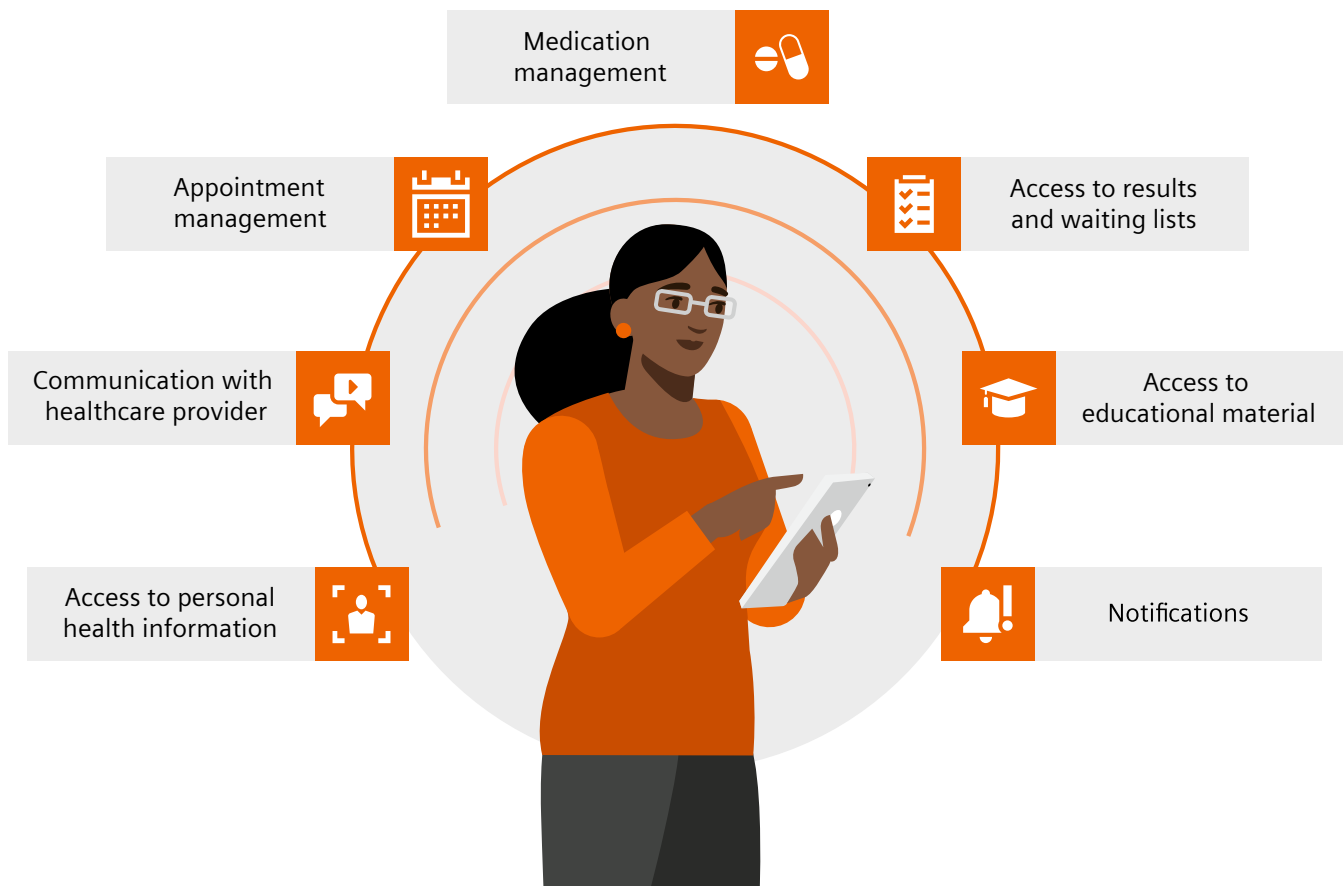 Medication
management
Appointment
management
Access to results
and waiting lists
Communication with
healthcare provider
Access to
educational material
Access to personal
health information
Notifications